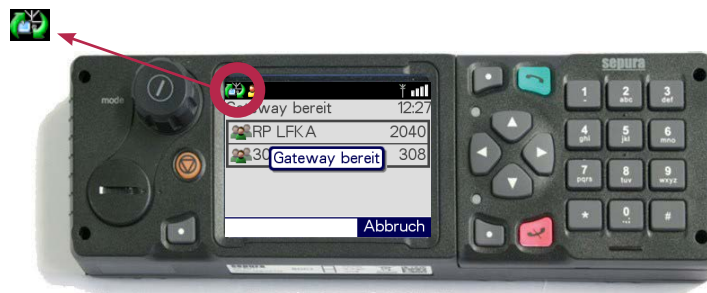 sepura
mode
Gateway bereit 12:27
RP LFKA 2040
30 308
Gateway bereit
Abbruch
1
2 abc
3 def
4 ghi
5 jkl
6 mno
7 pqrs
8 tuv
9 wxyz
*
0
#
sepura